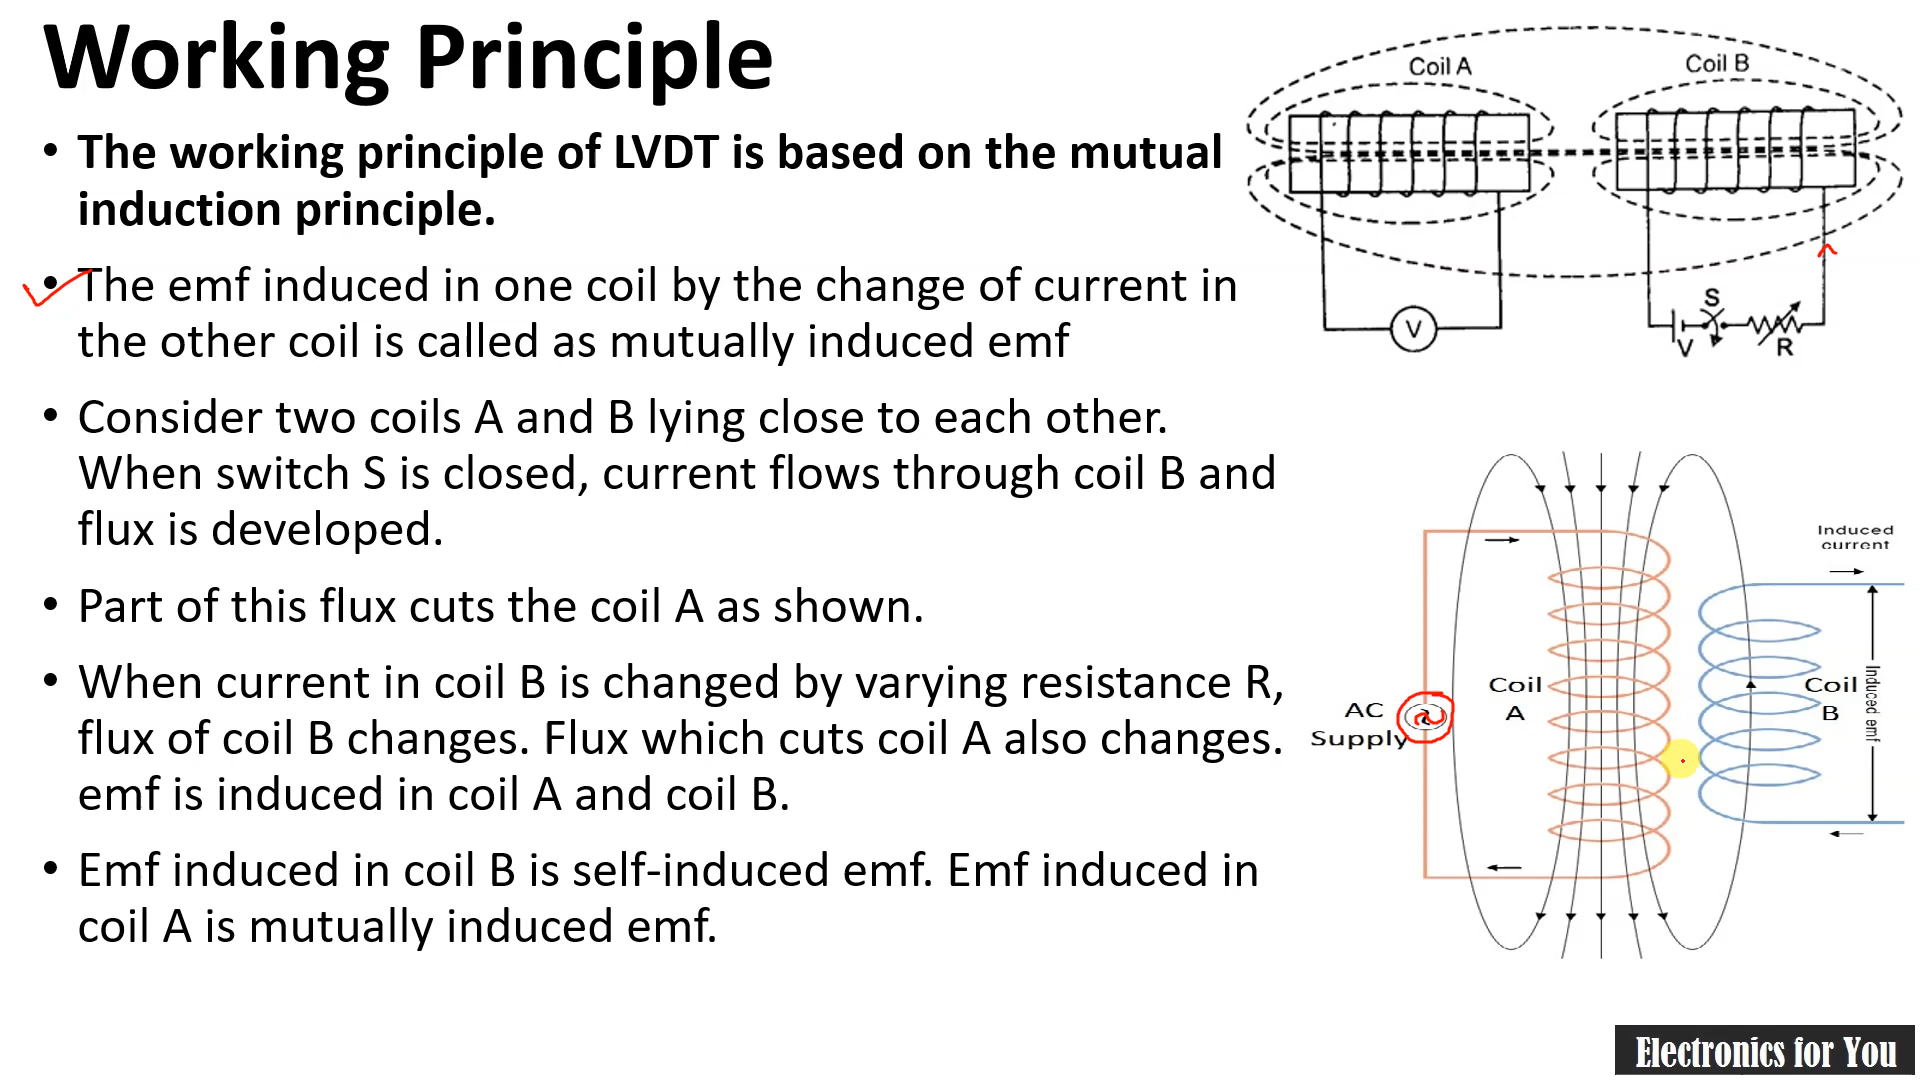 Working Principle
• The working principle of LVDT is based on the mutual
induction principle.
• The emf induced in one coil by the change of current in
the other coil is called as mutually induced emf
• Consider two coils A and B lying close to each other.
When switch S is closed, current flows through coil B and
flux is developed.
• Part of this flux cuts the coil A as shown.
• When current in coil B is changed by varying resistance R,
flux of coil B changes. Flux which cuts coil A also changes.
emf is induced in coil A and coil B.
• Emf induced in coil B is self-induced emf. Emf induced in
coil A is mutually induced emf.
Coil A
Coil B
V
S
V
R
Induced
current
Coil
A
Coil
B
Induced emf
AC
Supply
Electronics for You